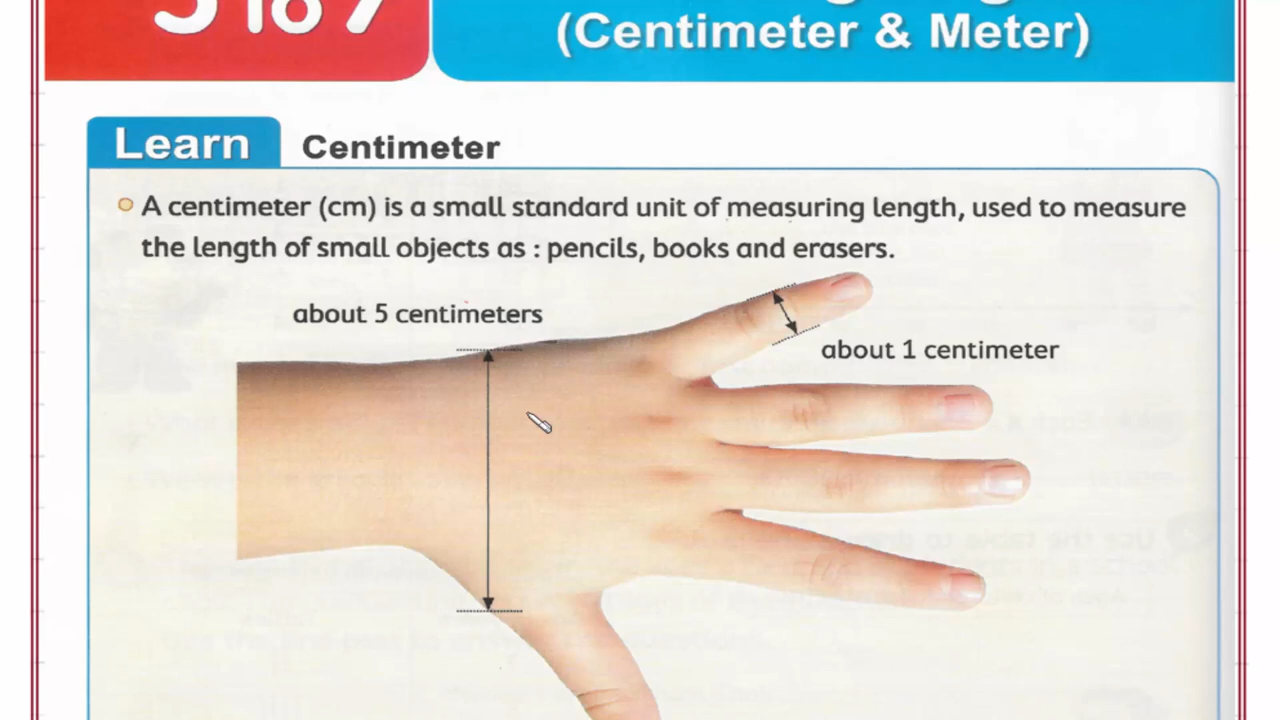 (Centimeter & Meter)
Learn Centimeter
A centimeter (cm) is a small standard unit of measuring length, used to measure
the length of small objects as : pencils, books and erasers.
about 5 centimeters
about 1 centimeter